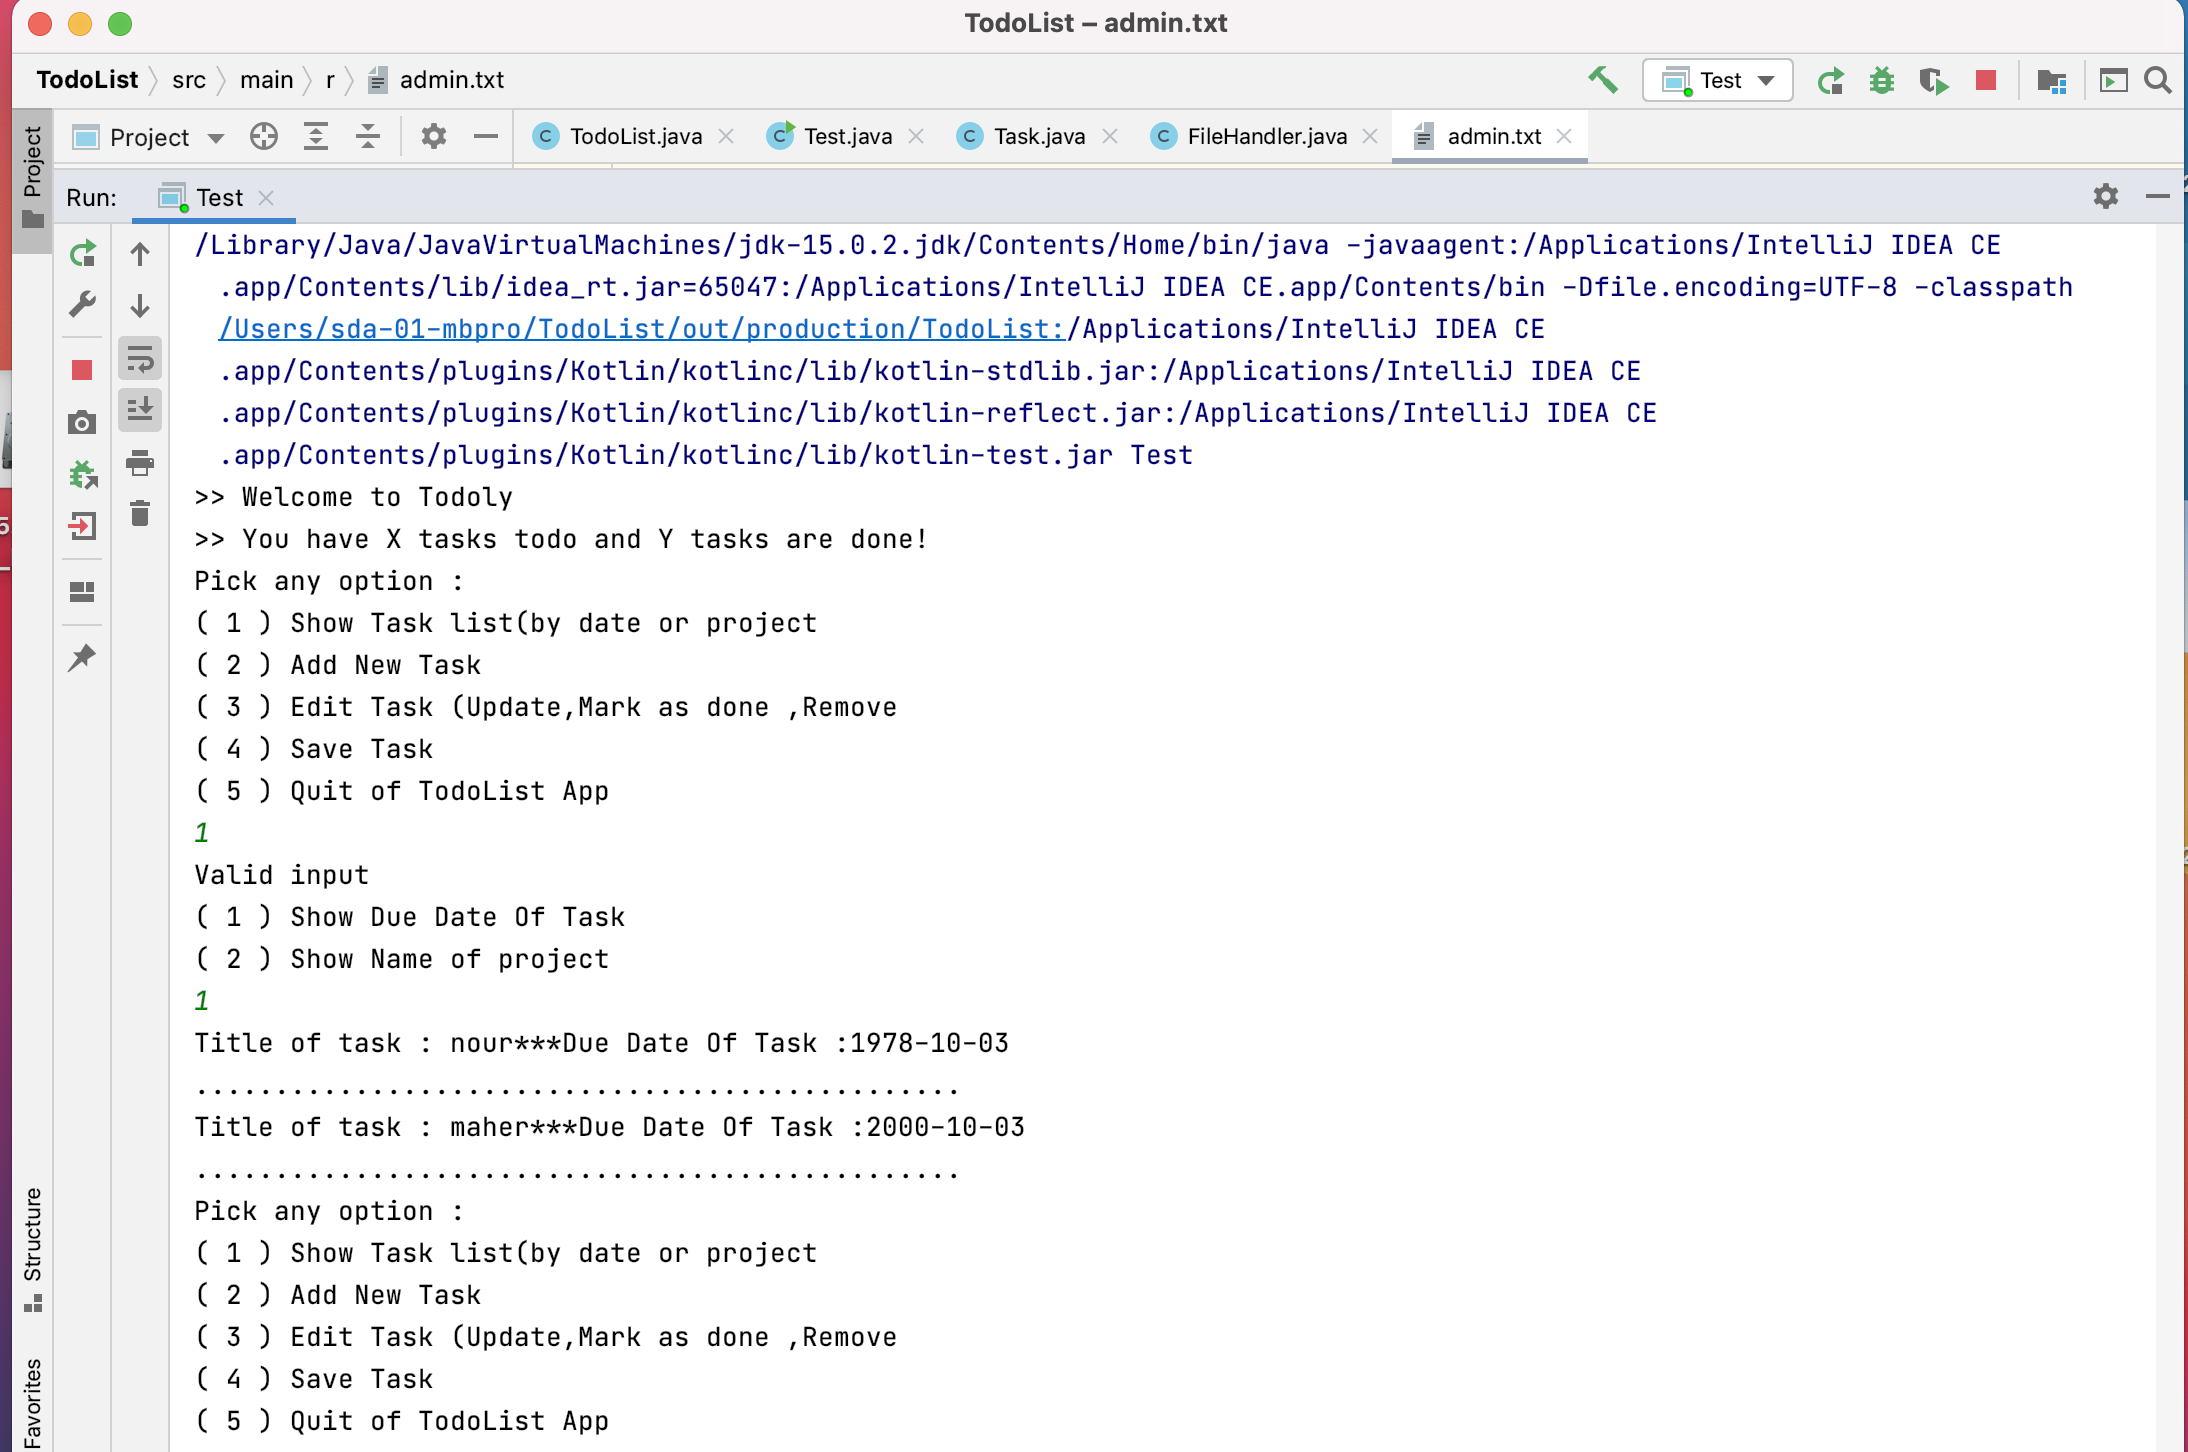 TodoList – admin.txt
TodoList src main r admin.txt
Test
Project
Project
TodoList.java
Test.java
Task.java
FileHandler.java
admin.txt
Run: Test
/Library/Java/JavaVirtualMachines/jdk-15.0.2.jdk/Contents/Home/bin/java -javaagent:/Applications/IntelliJ IDEA CE
.app/Contents/lib/idea_rt.jar=65047:/Applications/IntelliJ IDEA CE.app/Contents/bin -Dfile.encoding=UTF-8 -classpath
/Users/sda-01-mbpro/TodoList/out/production/TodoList:/Applications/IntelliJ IDEA CE
.app/Contents/plugins/Kotlin/kotlinc/lib/kotlin-stdlib.jar:/Applications/IntelliJ IDEA CE
.app/Contents/plugins/Kotlin/kotlinc/lib/kotlin-reflect.jar:/Applications/IntelliJ IDEA CE
.app/Contents/plugins/Kotlin/kotlinc/lib/kotlin-test.jar Test
>> Welcome to Todoly
>> You have X tasks todo and Y tasks are done!
Pick any option :
( 1 ) Show Task list(by date or project
( 2 ) Add New Task
( 3 ) Edit Task (Update,Mark as done ,Remove
( 4 ) Save Task
( 5 ) Quit of TodoList App
1
Valid input
( 1 ) Show Due Date Of Task
( 2 ) Show Name of project
1
Title of task : nour***Due Date Of Task :1978-10-03
................................................
Title of task : maher***Due Date Of Task :2000-10-03
................................................
Pick any option :
( 1 ) Show Task list(by date or project
( 2 ) Add New Task
( 3 ) Edit Task (Update,Mark as done ,Remove
( 4 ) Save Task
( 5 ) Quit of TodoList App
Structure
Favorites